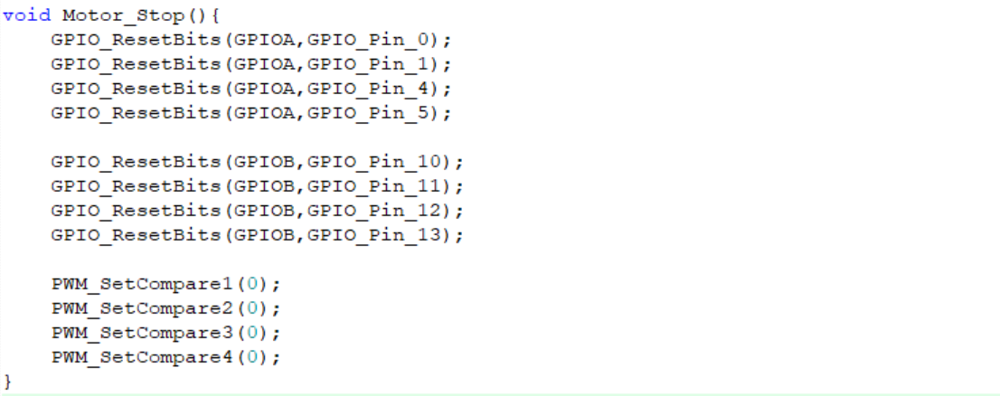 void Motor_Stop(){
    GPIO_ResetBits(GPIOA,GPIO_Pin_0);
    GPIO_ResetBits(GPIOA,GPIO_Pin_1);
    GPIO_ResetBits(GPIOA,GPIO_Pin_4);
    GPIO_ResetBits(GPIOA,GPIO_Pin_5);

    GPIO_ResetBits(GPIOB,GPIO_Pin_10);
    GPIO_ResetBits(GPIOB,GPIO_Pin_11);
    GPIO_ResetBits(GPIOB,GPIO_Pin_12);
    GPIO_ResetBits(GPIOB,GPIO_Pin_13);

    PWM_SetCompare1(0);
    PWM_SetCompare2(0);
    PWM_SetCompare3(0);
    PWM_SetCompare4(0);
}